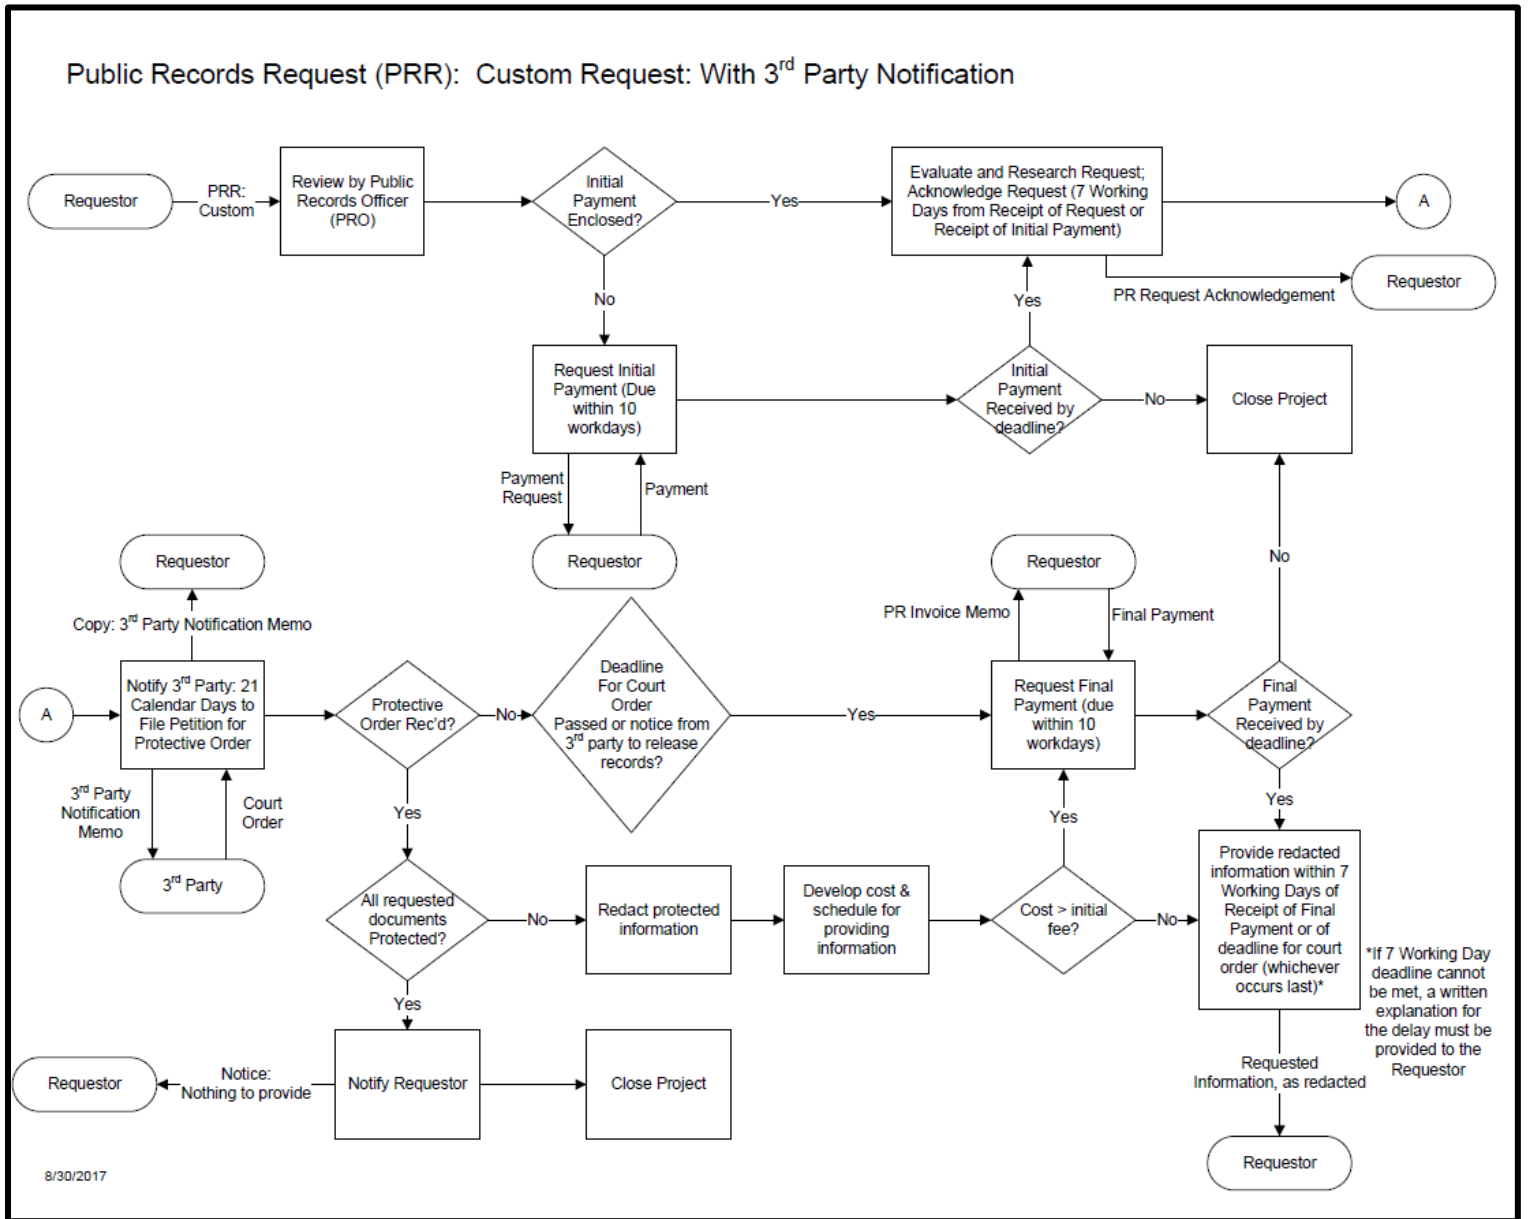 Public Records Request (PRR):  Custom Request: With 3rd Party Notification
Requestor
PRR:
Custom
Review by Public
Records Officer
(PRO)
Initial
Payment
Enclosed?
Yes
Evaluate and Research Request;
Acknowledge Request (7 Working
Days from Receipt of Request or
Receipt of Initial Payment)
A
PR Request Acknowledgement
Requestor
No
Yes
Request Initial
Payment (Due
within 10
workdays)
Initial
Payment
Received by
deadline?
No
Close Project
Payment
Request
Payment
Requestor
Requestor
Requestor
No
Copy: 3rd Party Notification Memo
PR Invoice Memo
Final Payment
A
Notify 3rd Party: 21
Calendar Days to
File Petition for
Protective Order
Protective
Order Rec'd?
No
Deadline
For Court
Order
Passed or notice from
3rd party to release
records?
Yes
Request Final
Payment (due
within 10
workdays)
Final
Payment
Received by
deadline?
3rd Party
Notification
Memo
Court
Order
Yes
Yes
Yes
3rd Party
All requested
documents
Protected?
No
Redact protected
information
Develop cost &
schedule for
providing
information
Cost > initial
fee?
No
Provide redacted
information within 7
Working Days of
Receipt of Final
Payment or of
deadline for court
order (whichever
occurs last)*
*If 7 Working Day
deadline cannot
be met, a written
explanation for
the delay must be
provided to the
Requestor
Yes
Requestor
Notice:
Nothing to provide
Notify Requestor
Close Project
Requested
Information, as redacted
Requestor
8/30/2017